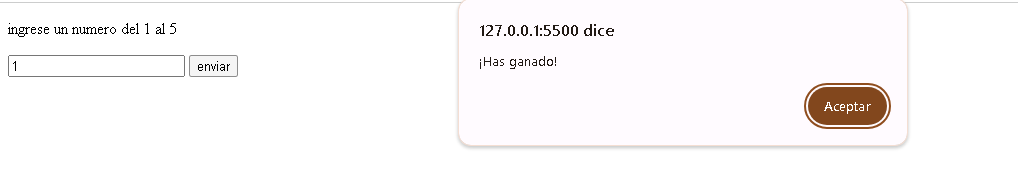 ingrese un numero del 1 al 5
1
enviar
127.0.0.1:5500 dice
¡Has ganado!
Aceptar